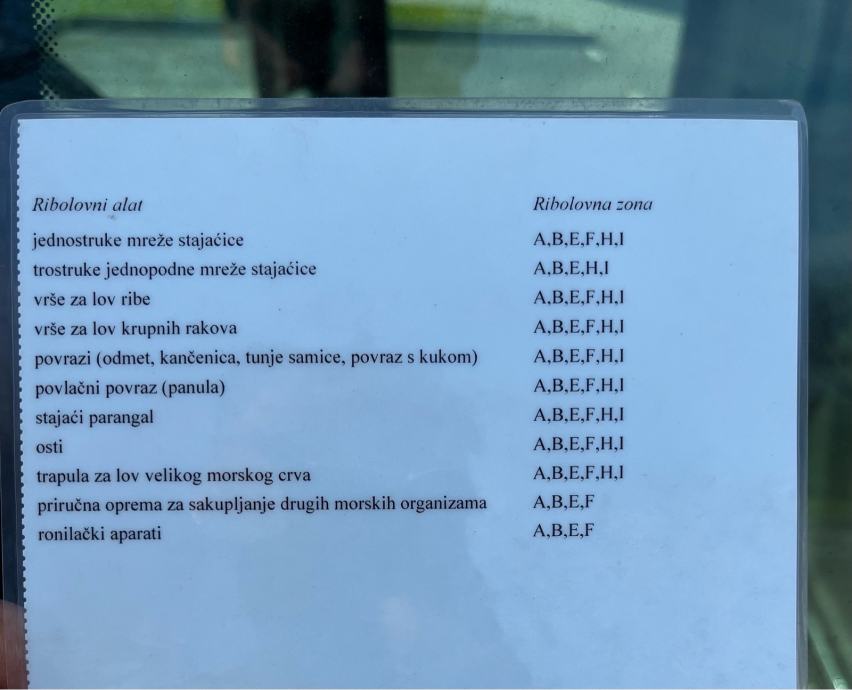 Ribolovni alat Ribolovna zona
jednostruke mreže stajaćice A,B,E,F,H,I
trostruke jednopodne mreže stajaćice A,B,E,H,I
vrše za lov ribe A,B,E,F,H,I
vrše za lov krupnih rakova A,B,E,F,H,I
povrazi (odmet, kančenica, tunje samice, povraz s kukom) A,B,E,F,H,I
povlačni povraz (panula) A,B,E,F,H,I
stajaći parangal A,B,E,F,H,I
osti A,B,E,F,H,I
trapula za lov velikog morskog crva A,B,E,F,H,I
priručna oprema za sakupljanje drugih morskih organizama A,B,E,F
ronilački aparati A,B,E,F